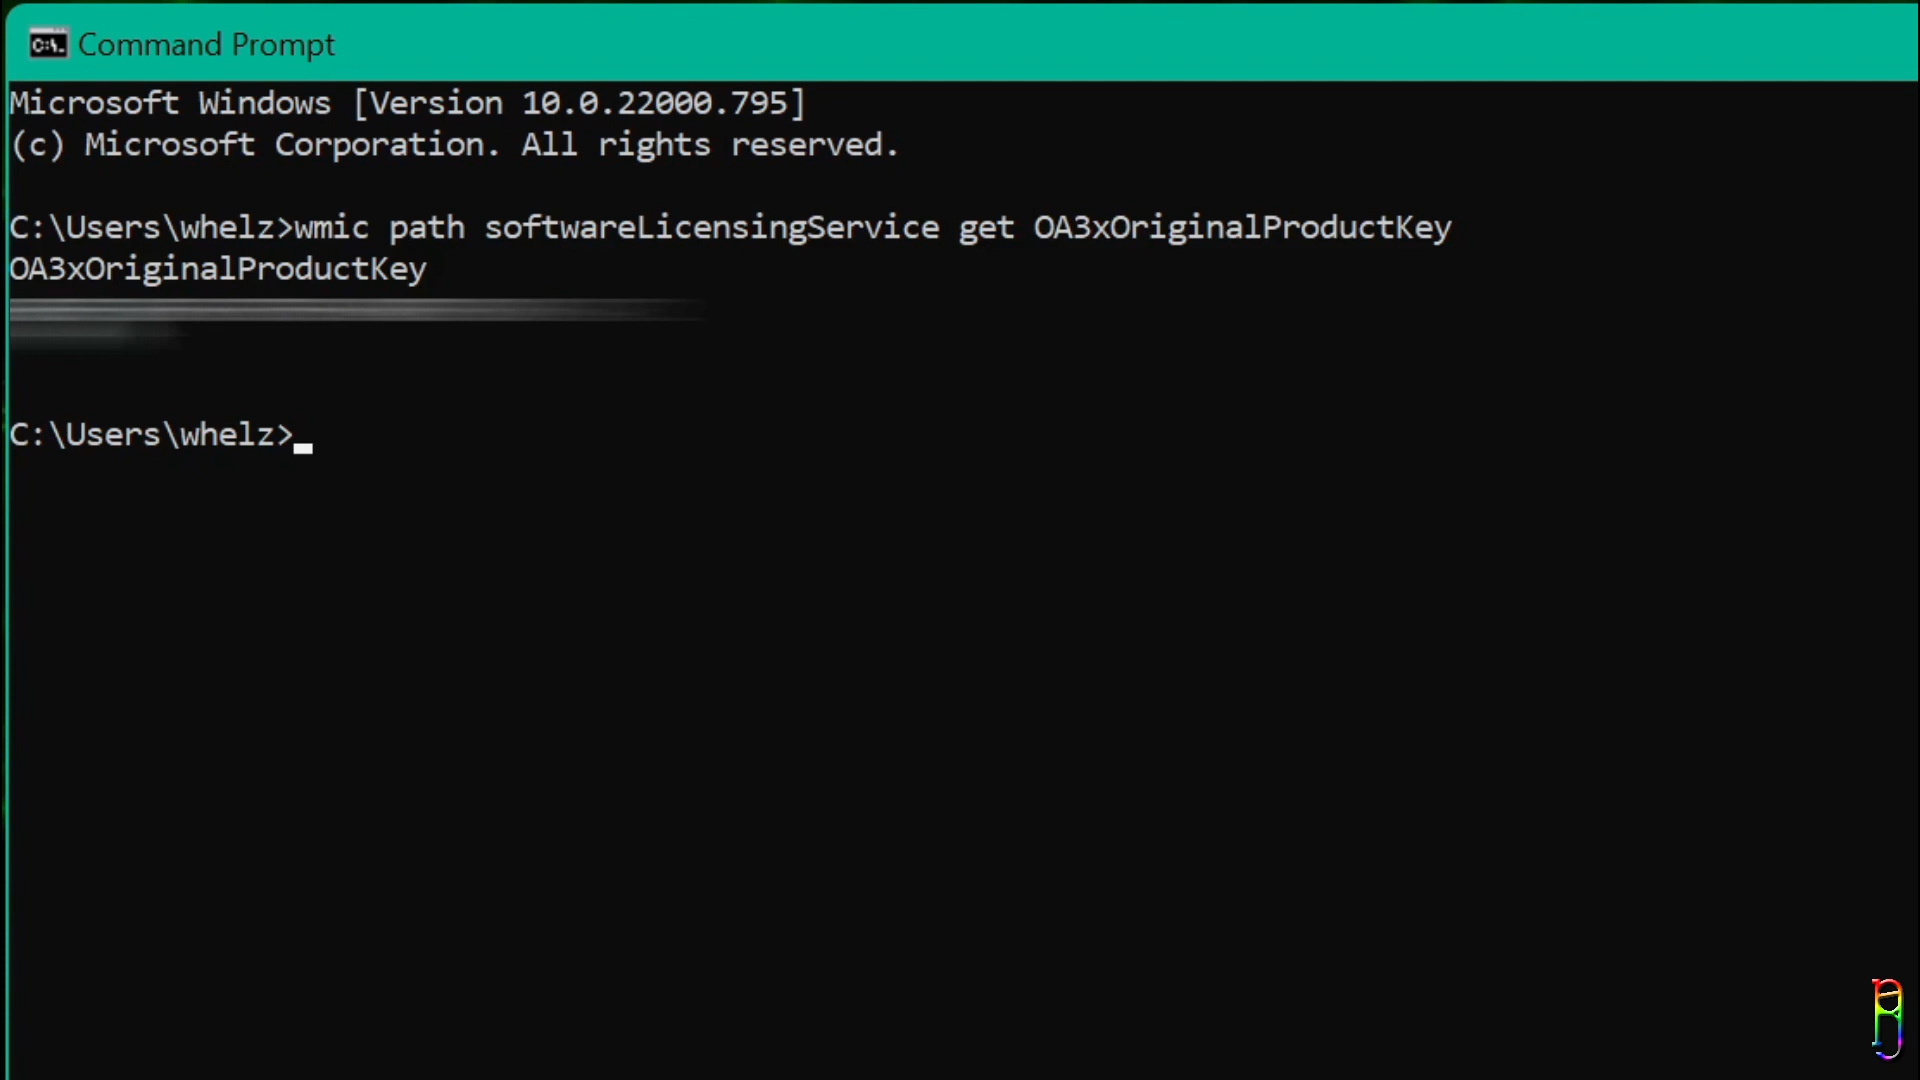 Command Prompt
Microsoft Windows [Version 10.0.22000.795]
(c) Microsoft Corporation. All rights reserved.
C:\Users\whelz>wmic path softwareLicensingService get OA3xOriginalProductKey
OA3xOriginalProductKey
C:\Users\whelz>